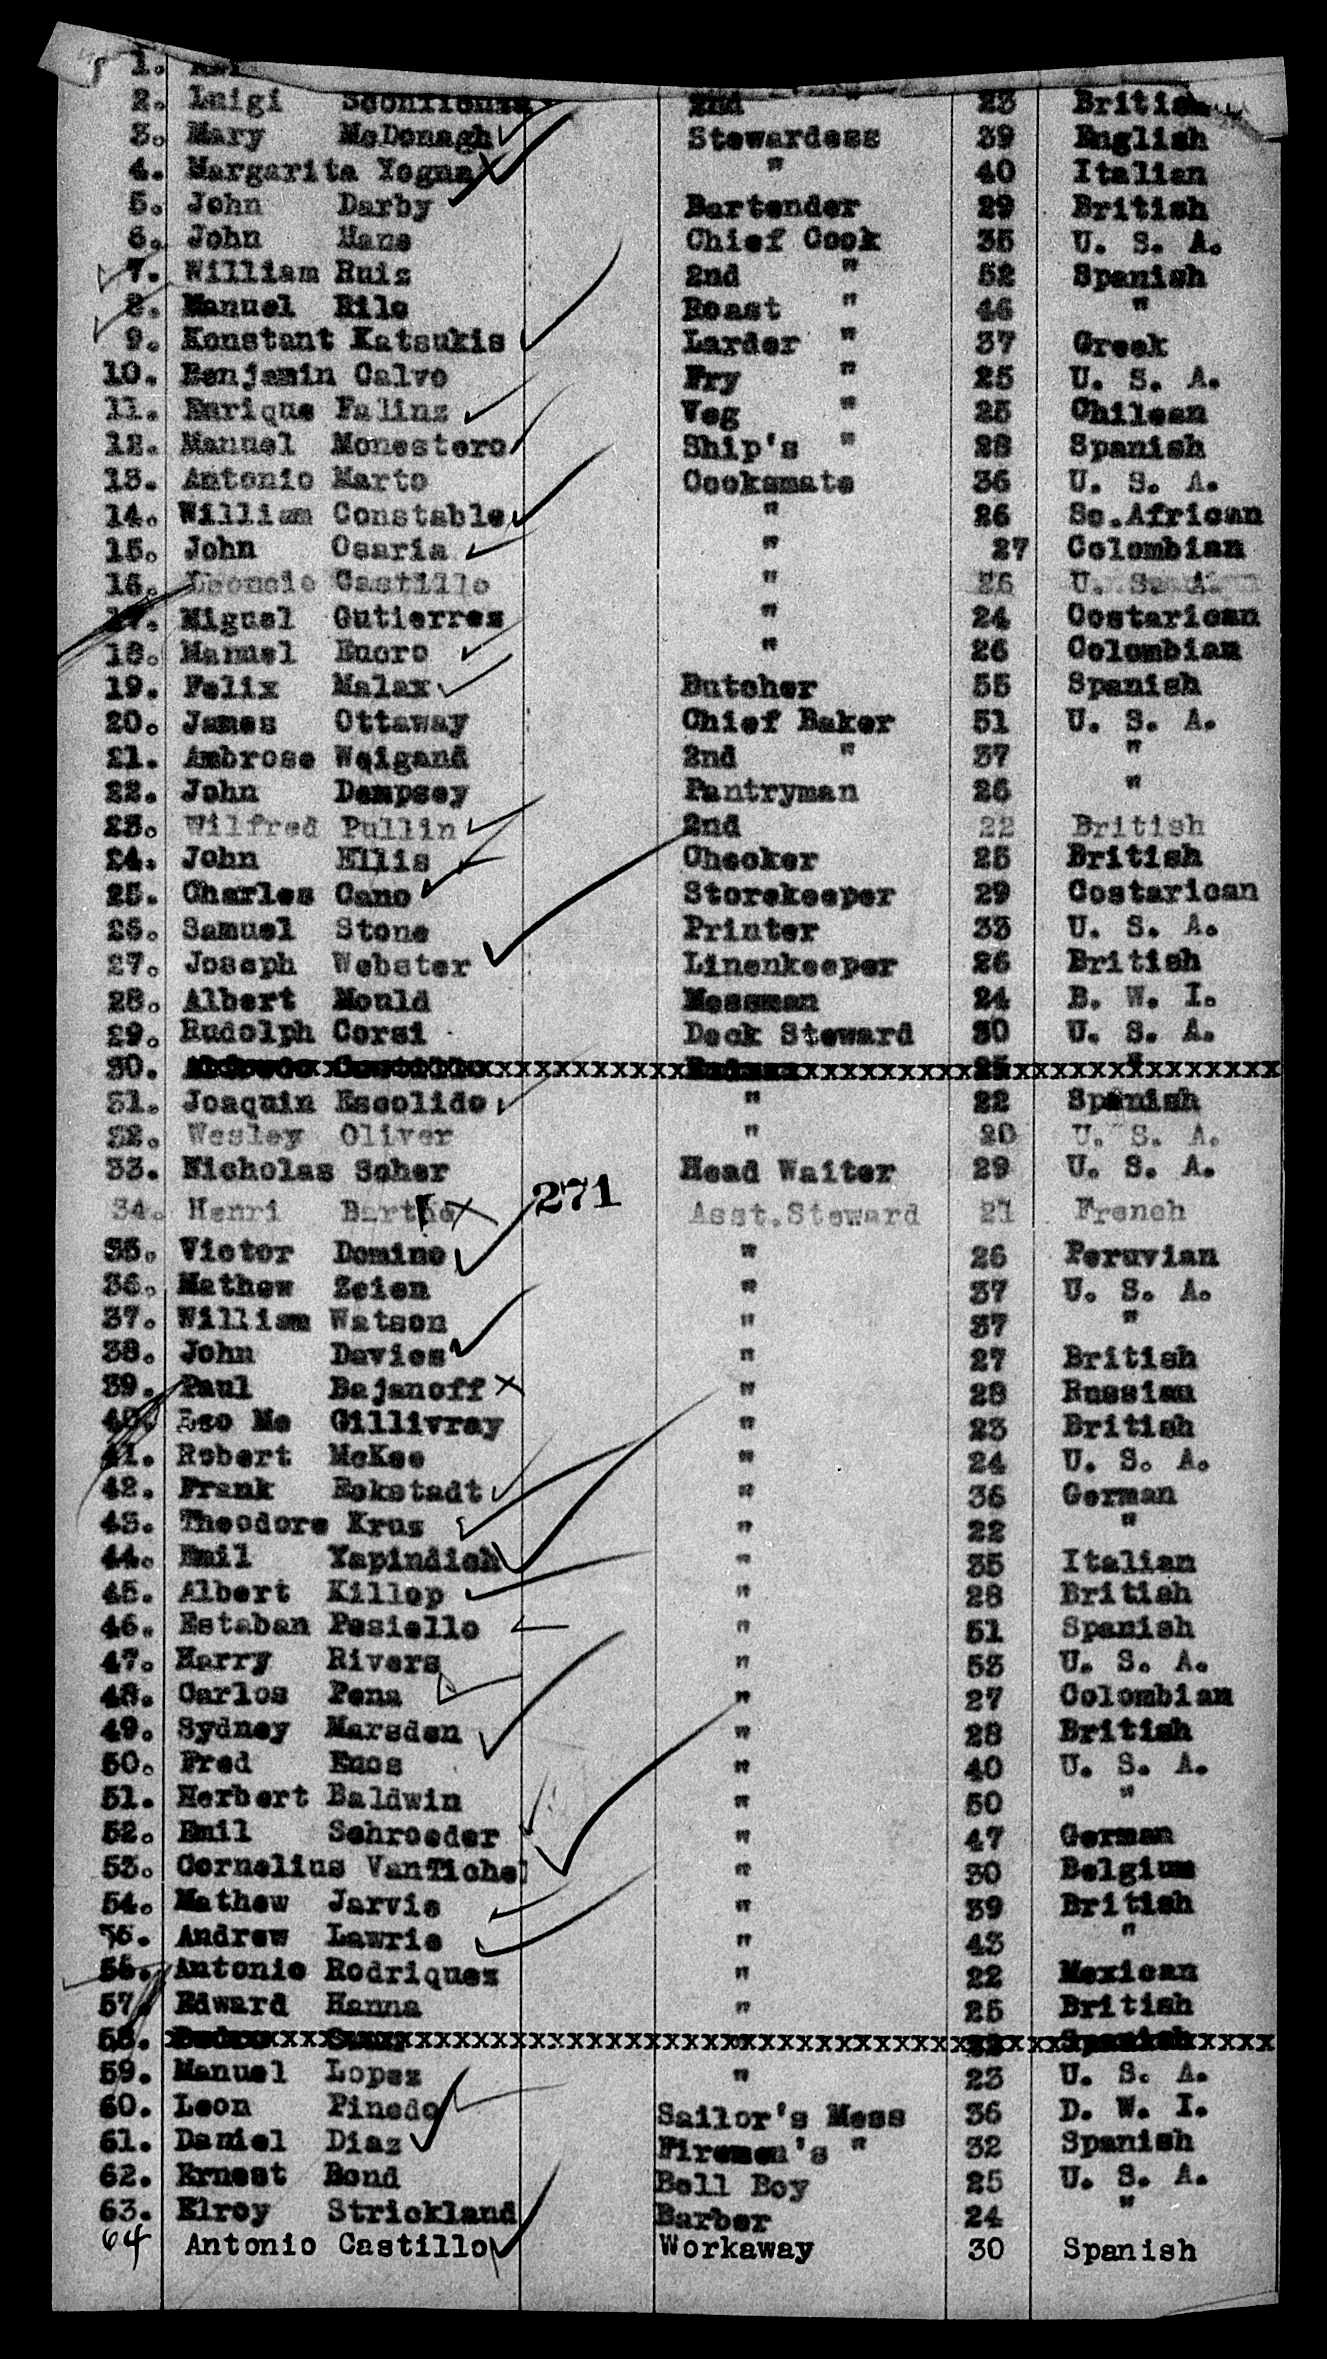 1.
2. Luigi 2nd " 23 British
3. Mary McDonagh Stewardess 39 English
4. Margarita Yogna " 40 Italian
5. John Darby Bartender 29 British
6. John Hans Chief Cook 35 U. S. A.
7. William Ruiz 2nd " 52 Spanish
8. Manuel Rilo Roast " 46 "
9. Konstant Katsukis Larder " 37 Greek
10. Benjamin Calvo Fry " 25 U. S. A.
11. Enrique Falinz Veg " 25 Chilean
12. Manuel Monestero Ship's " 28 Spanish
13. Antonio Marto Cooksmate 36 U. S. A.
14. William Constable " 26 So.African
15. John Osaria " 27 Colombian
16. Leoncio Castillo " 26 U. S. A.
17. Miguel Gutierrez " 24 Costarican
18. Manuel Eucro " 26 Colombian
19. Felix Malax Butcher 55 Spanish
20. James Ottaway Chief Baker 51 U. S. A.
21. Ambrose Weigand 2nd " 37 "
22. John Dempsey Pantryman 26 "
23. Wilfred Pullin 2nd 22 British
24. John Ellis Checker 25 British
25. Charles Cano Storekeeper 29 Costarican
26. Samuel Stone Printer 33 U. S. A.
27. Joseph Webster Linenkeeper 26 British
28. Albert Mould Messman 24 B. W. I.
29. Rudolph Corsi Deck Steward 30 U. S. A.
30. 25 "
31. Joaquin Escolido " 22 Spanish
32. Wesley Oliver " 20 U. S. A.
33. Nicholas Scher Head Waiter 29 U. S. A.
271
34. Henri Barthe Asst.Steward 21 French
35. Victor Domino " 26 Peruvian
36. Mathew Zeien " 37 U. S. A.
37. William Watson " 37 "
38. John Davies " 27 British
39. Paul Bajanoff " 28 Russian
40. Leo Mc Gillivray " 23 British
41. Robert McKee " 24 U. S. A.
42. Frank Eckstadt " 36 German
43. Theodore Krus " 22 "
44. Emil Yapindich " 35 Italian
45. Albert Killop " 28 British
46. Estaban Pesiello " 51 Spanish
47. Harry Rivers " 53 U. S. A.
48. Carlos Pena " 27 Colombian
49. Sydney Marsden " 28 British
50. Fred Enos " 40 U. S. A.
51. Herbert Baldwin " 50 "
52. Emil Schroeder " 47 German
53. Cornelius VanTichel " 30 Belgium
54. Mathew Jarvis " 39 British
55. Andrew Lawrie " 43 "
56. Antonio Rodriquez " 22 Mexican
57. Edward Hanna " 25 British
58. Spanish
59. Manuel Lopez " 23 U. S. A.
60. Leon Pinedo Sailor's Mess 36 D. W. I.
61. Daniel Diaz Firemen's " 32 Spanish
62. Ernest Bond Bell Boy 25 U. S. A.
63. Elroy Strickland Barber 24 "
64 Antonio Castillo Workaway 30 Spanish